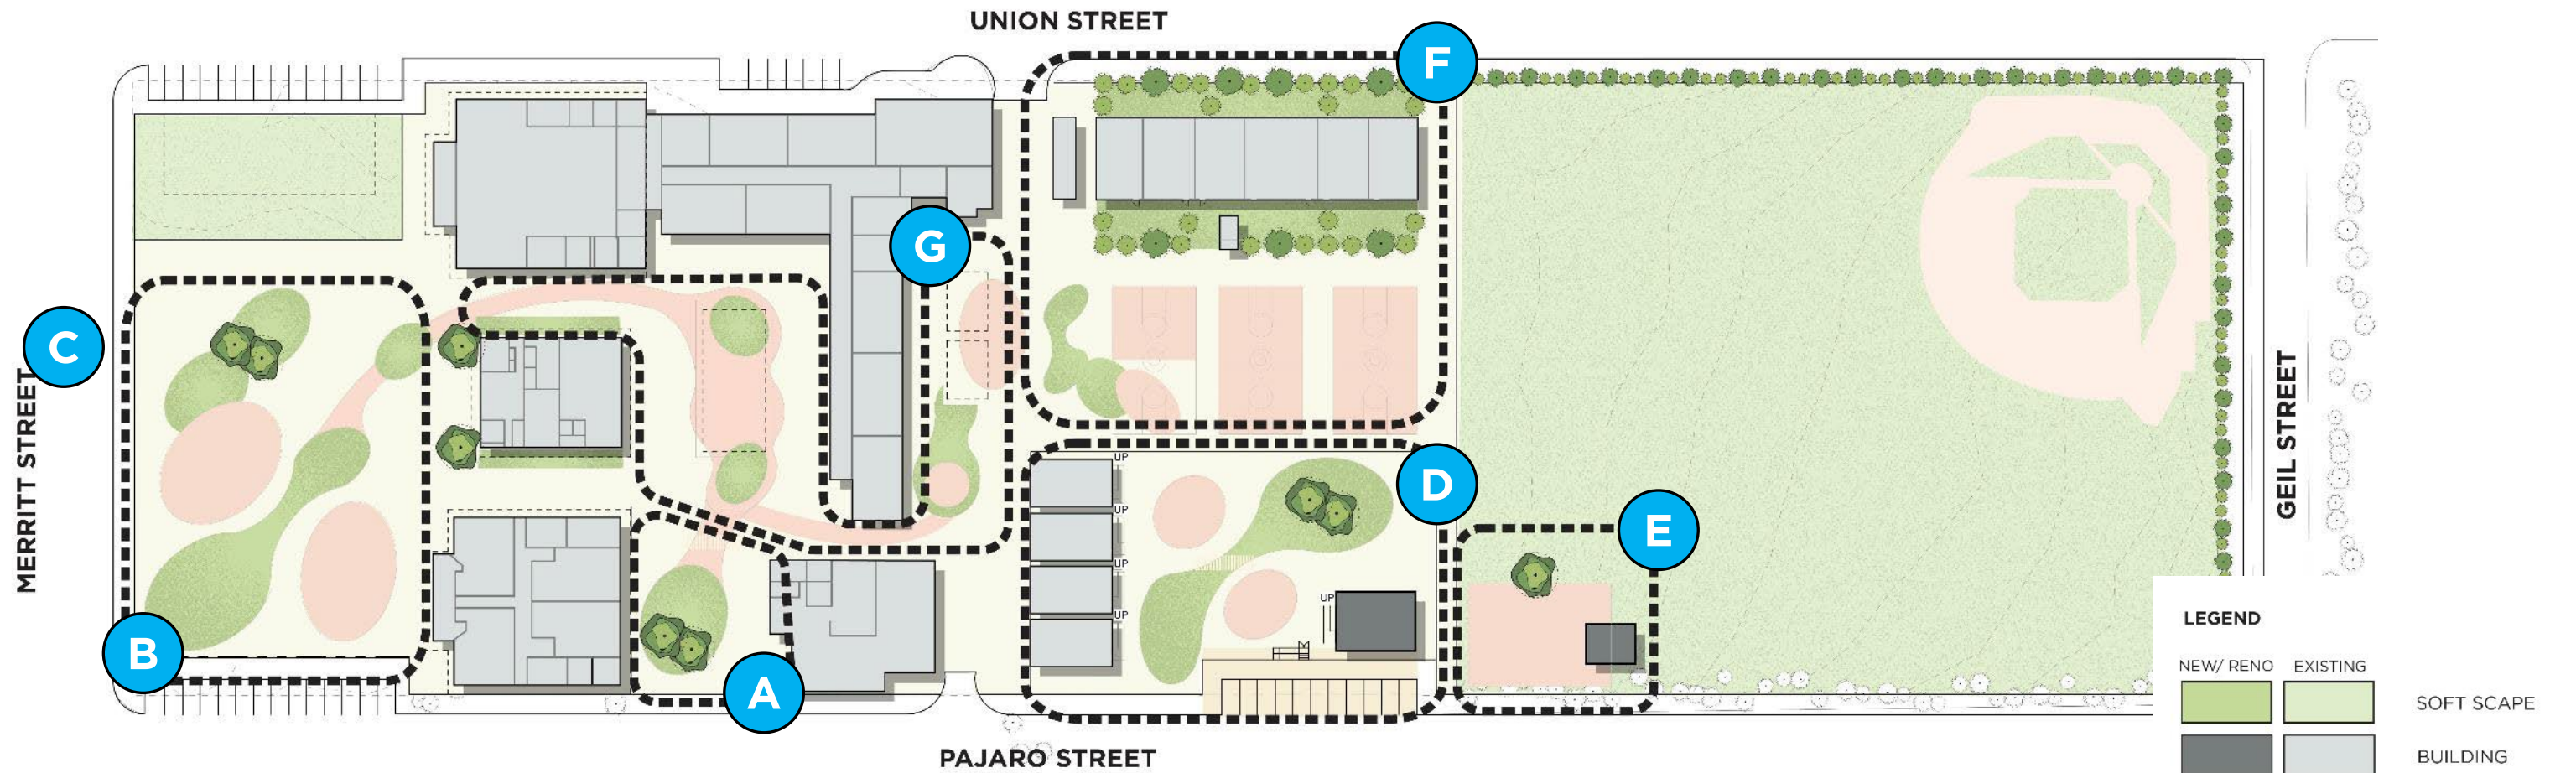 UNION STREET
F
G
C
MERRITT STREET
UP
D
UP
E
GEIL STREET
UP
UP
UP
B
A
PAJARO STREET
LEGEND
NEW/ RENO EXISTING
SOFT SCAPE
BUILDING